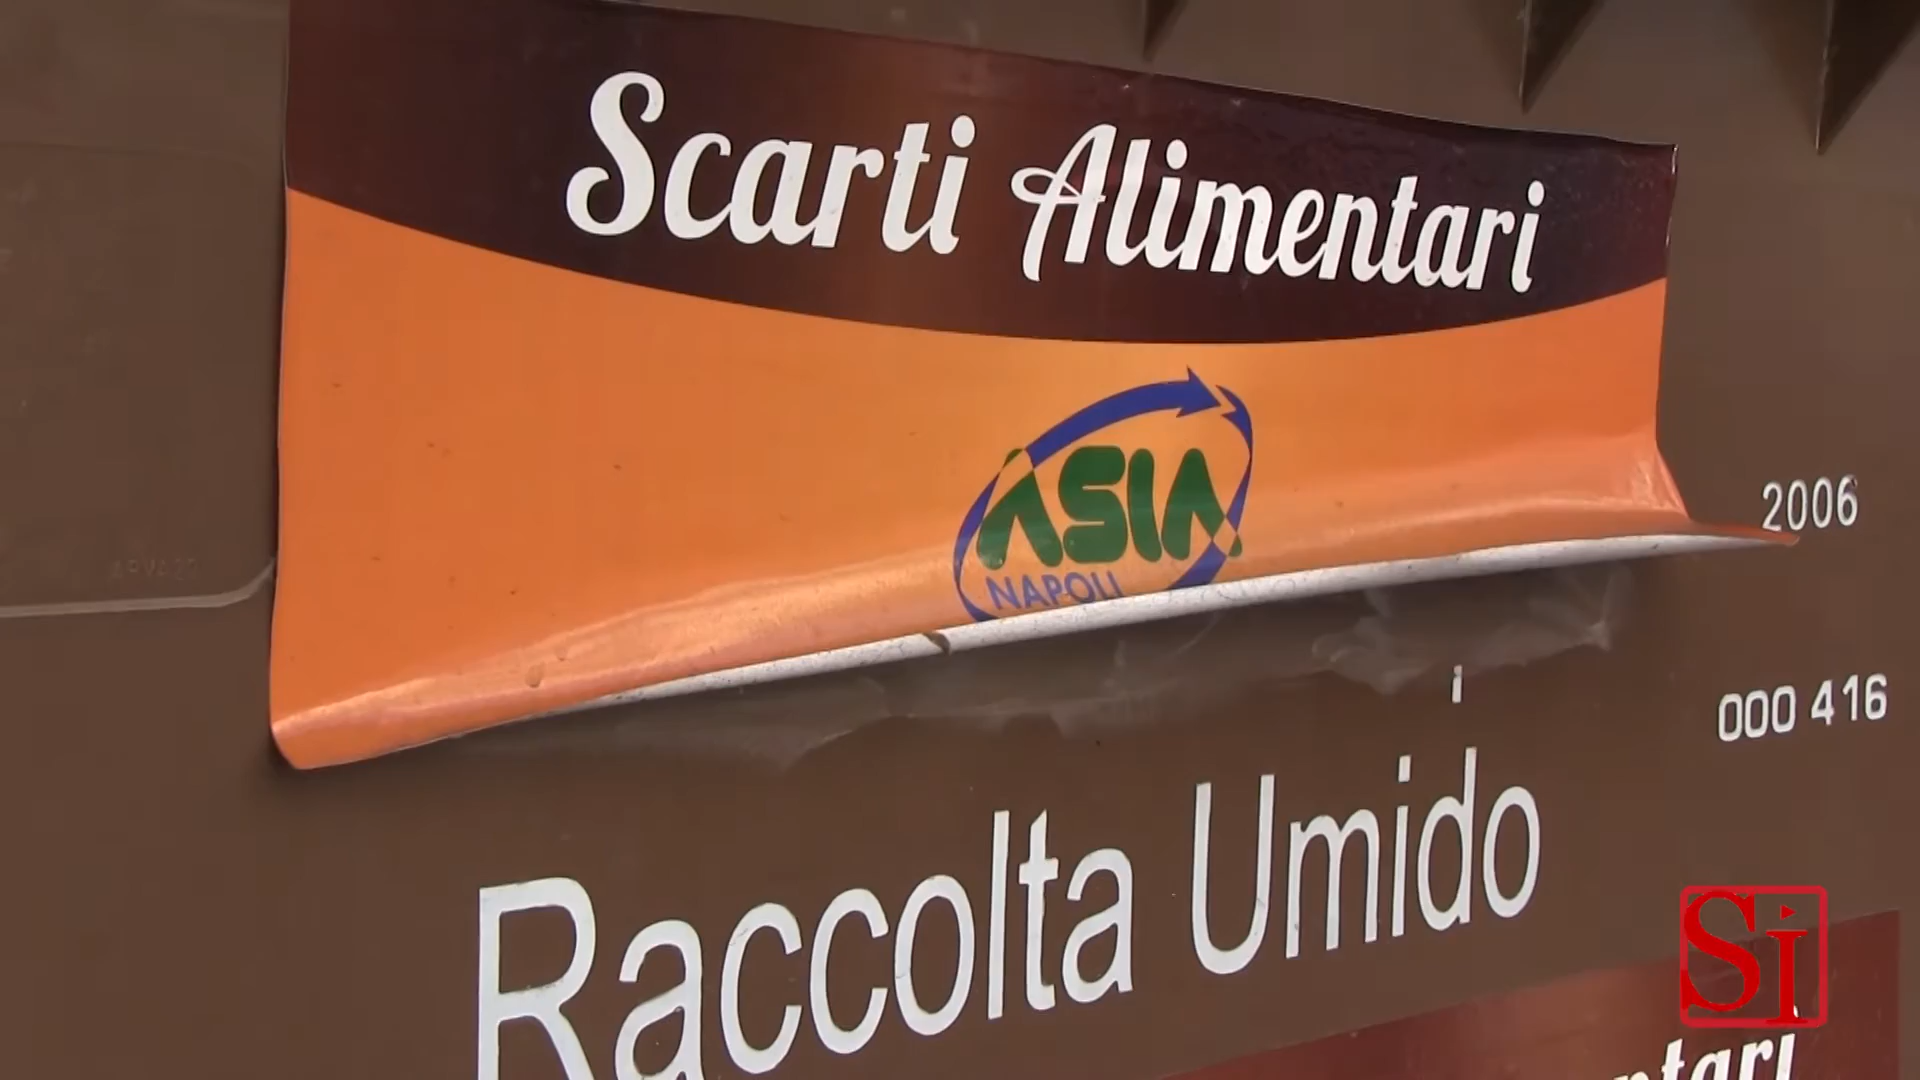 Scarti Alimentari
ASIA
NAPOLI
2006
000 416
Raccolta Umido
Si